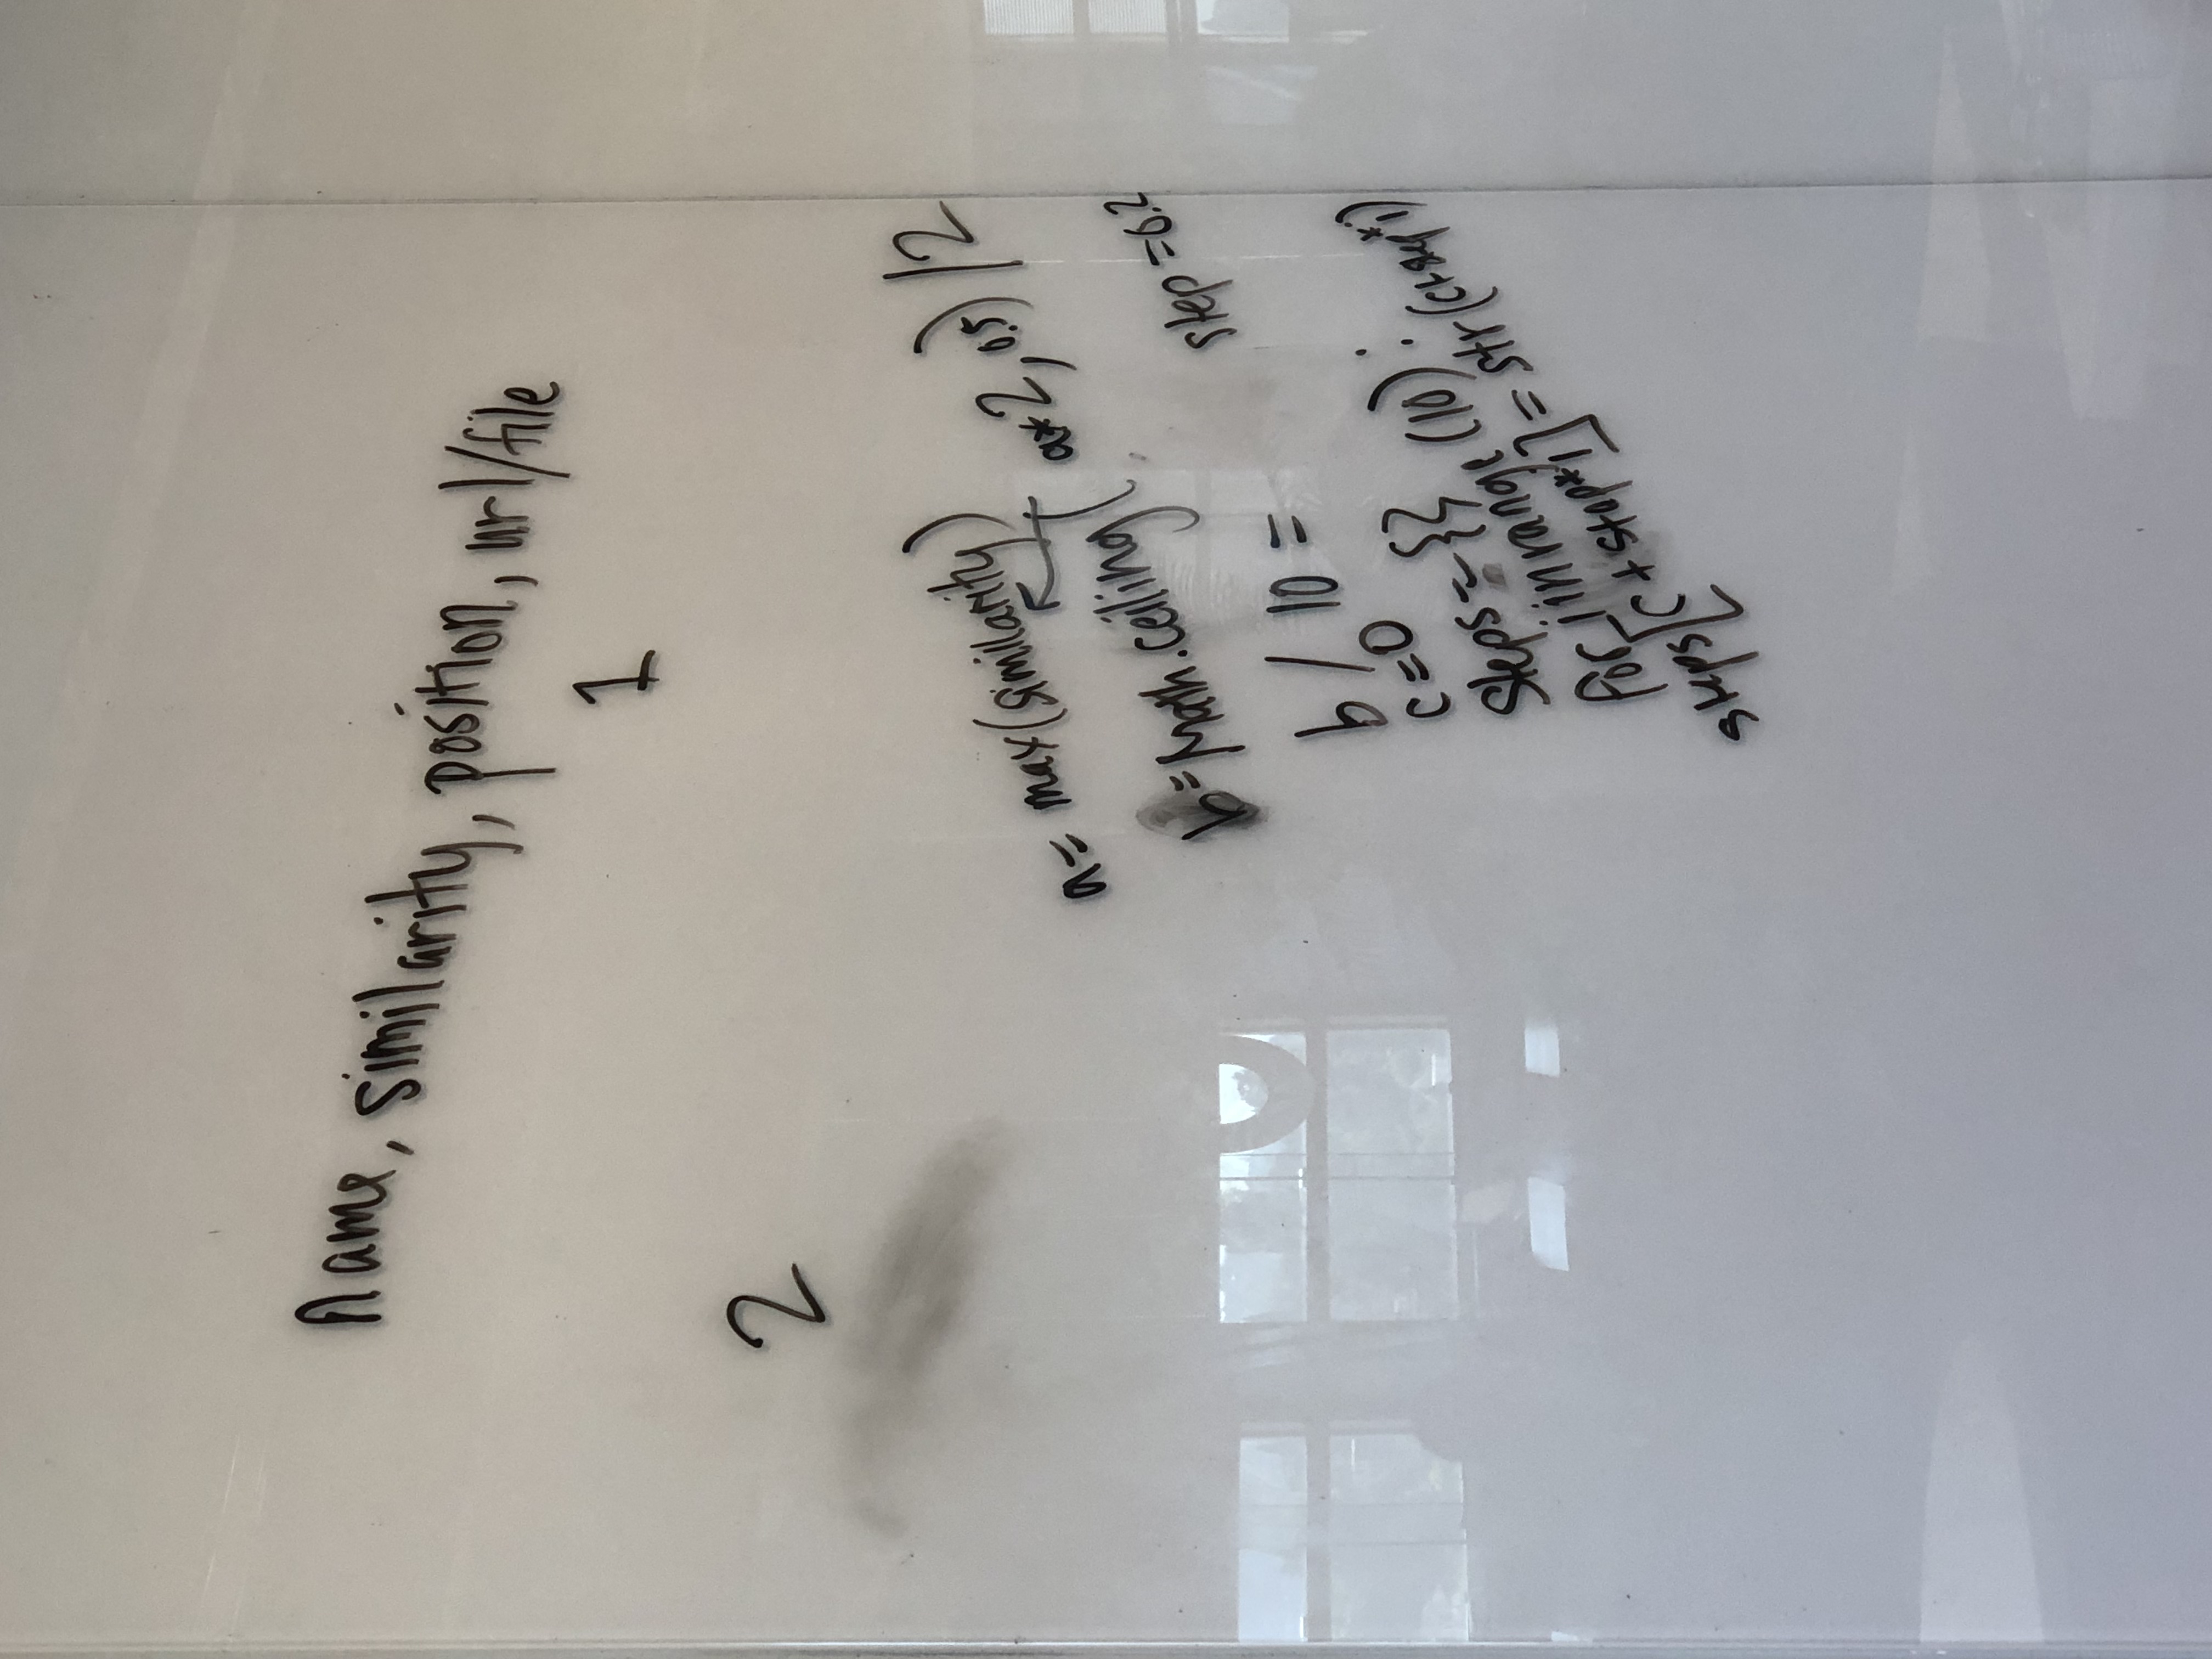 name, similarity, position, url/file
1
2
a= max(similarity)
b=Math.ceiling( a*2, 0.5) /2
step =0.2
b / 10 =
c=0
Steps={}
for i in range (10) :
steps[c + step*i] = str(c+step*i)